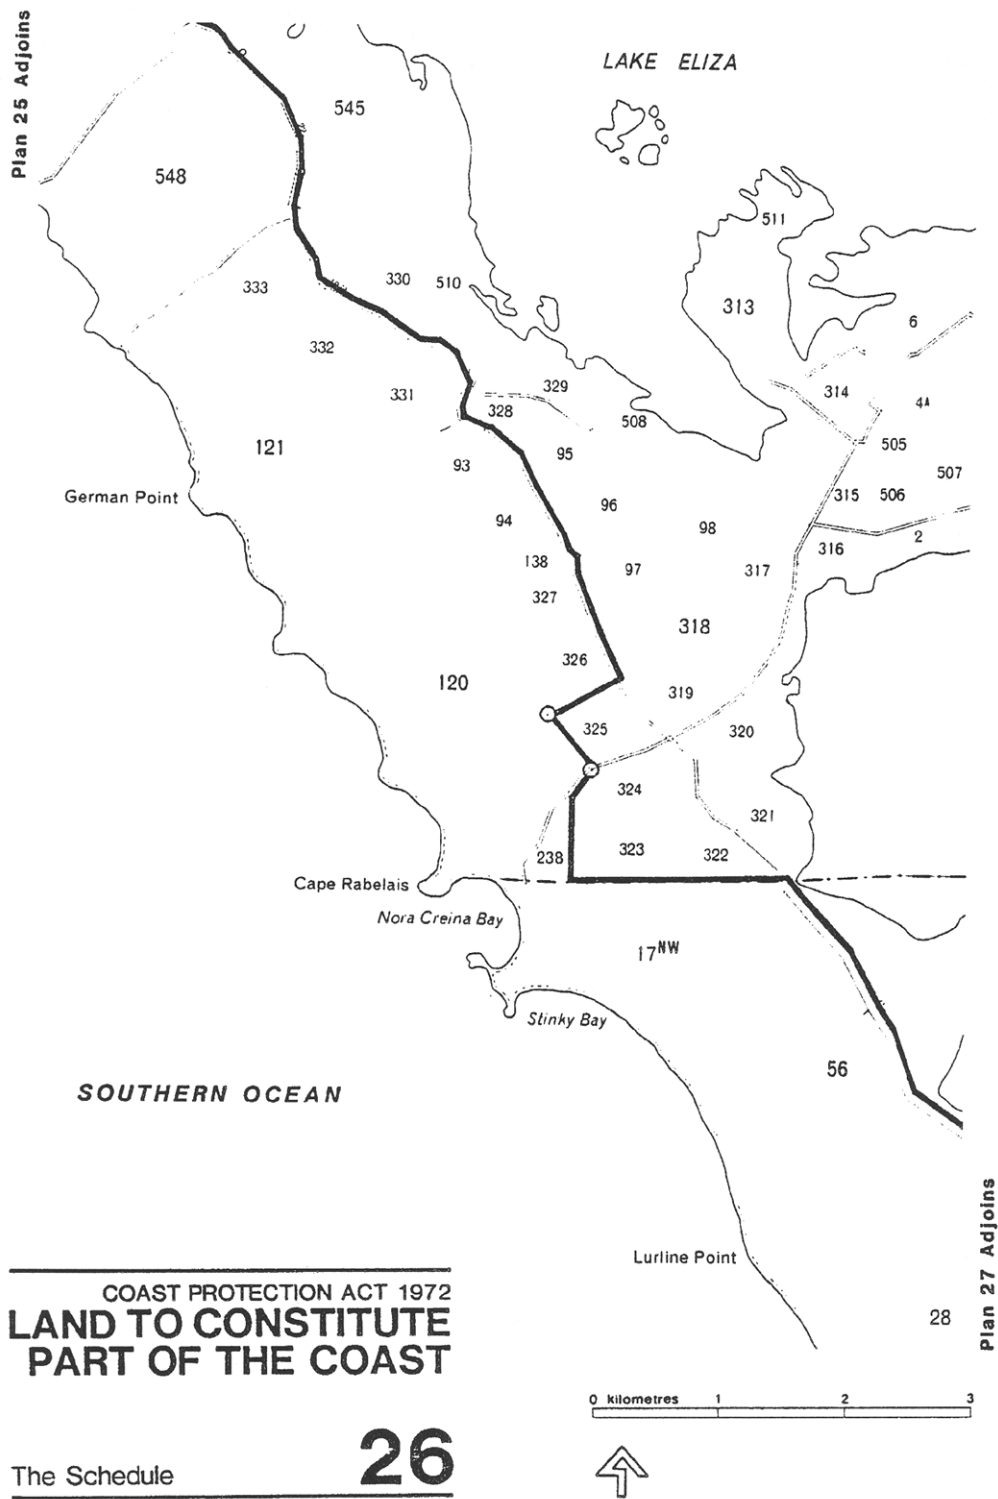 Plan 25 Adjoins
LAKE ELIZA
545
548
511
333
330
510
313
6
332
329
314
4A
331
328
508
505
121
93
95
507
German Point
315
506
96
94
98
2
138
97
317
316
327
318
326
120
319
325
320
324
321
238
323
322
Cape Rabelais
Nora Creina Bay
17NW
Stinky Bay
56
SOUTHERN OCEAN
Plan 27 Adjoins
Lurline Point
28
COAST PROTECTION ACT 1972
LAND TO CONSTITUTE
PART OF THE COAST
The Schedule 26
0 kilometres 1 2 3